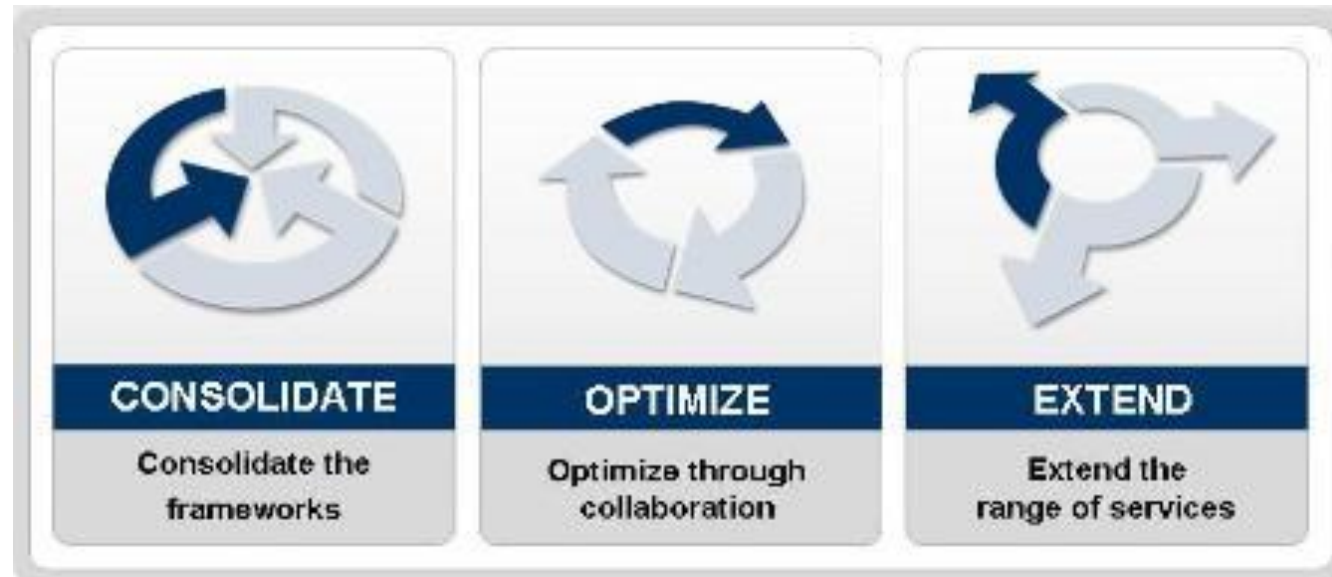 CONSOLIDATE
Consolidate the
frameworks
OPTIMIZE
Optimize through
collaboration
EXTEND
Extend the
range of services